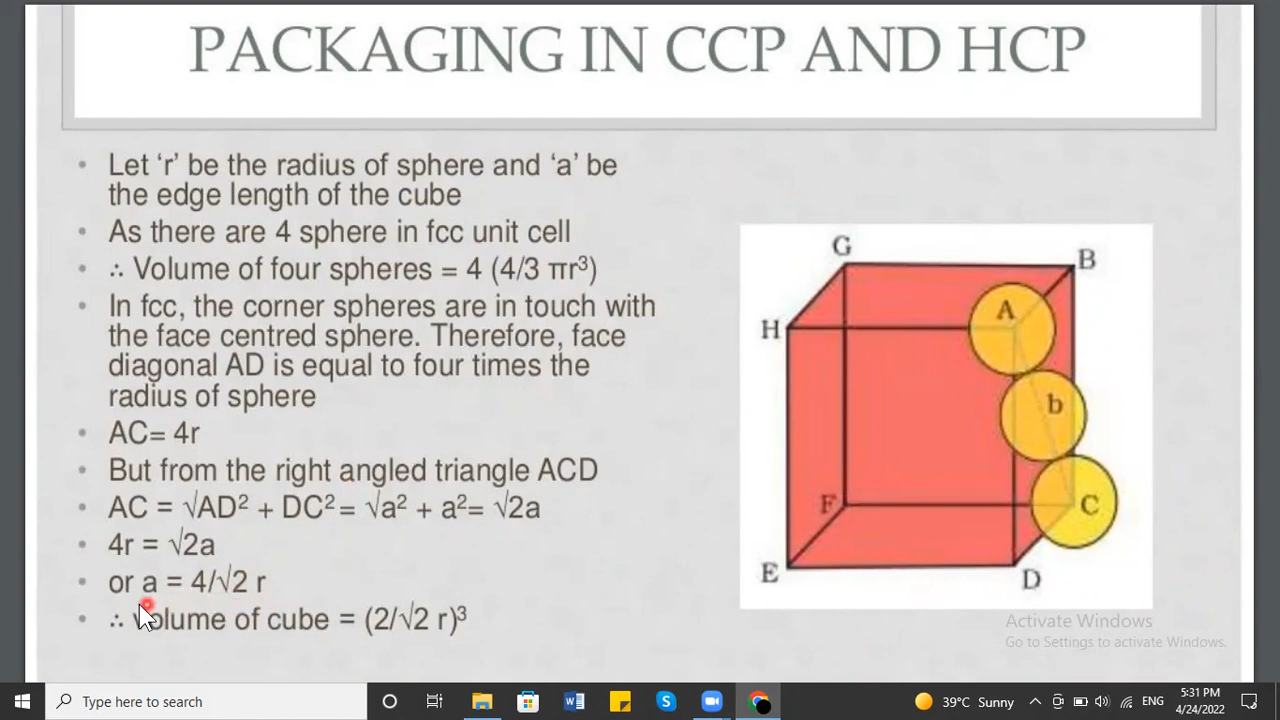 PACKAGING IN CCP AND HCP
• Let ‘r’ be the radius of sphere and ‘a’ be
the edge length of the cube
• As there are 4 sphere in fcc unit cell
• ∴ Volume of four spheres = 4 (4/3 πr³)
• In fcc, the corner spheres are in touch with
the face centred sphere. Therefore, face
diagonal AD is equal to four times the
radius of sphere
• AC= 4r
• But from the right angled triangle ACD
• AC = √AD² + DC²= √a² + a²= √2a
• 4r = √2a
• or a = 4/√2 r
• ∴ Volume of cube = (2/√2 r)³
G
B
A
H
b
F
C
E
D
Activate Windows
Go to Settings to activate Windows.
Type here to search
39°C Sunny
ENG
5:31 PM
4/24/2022